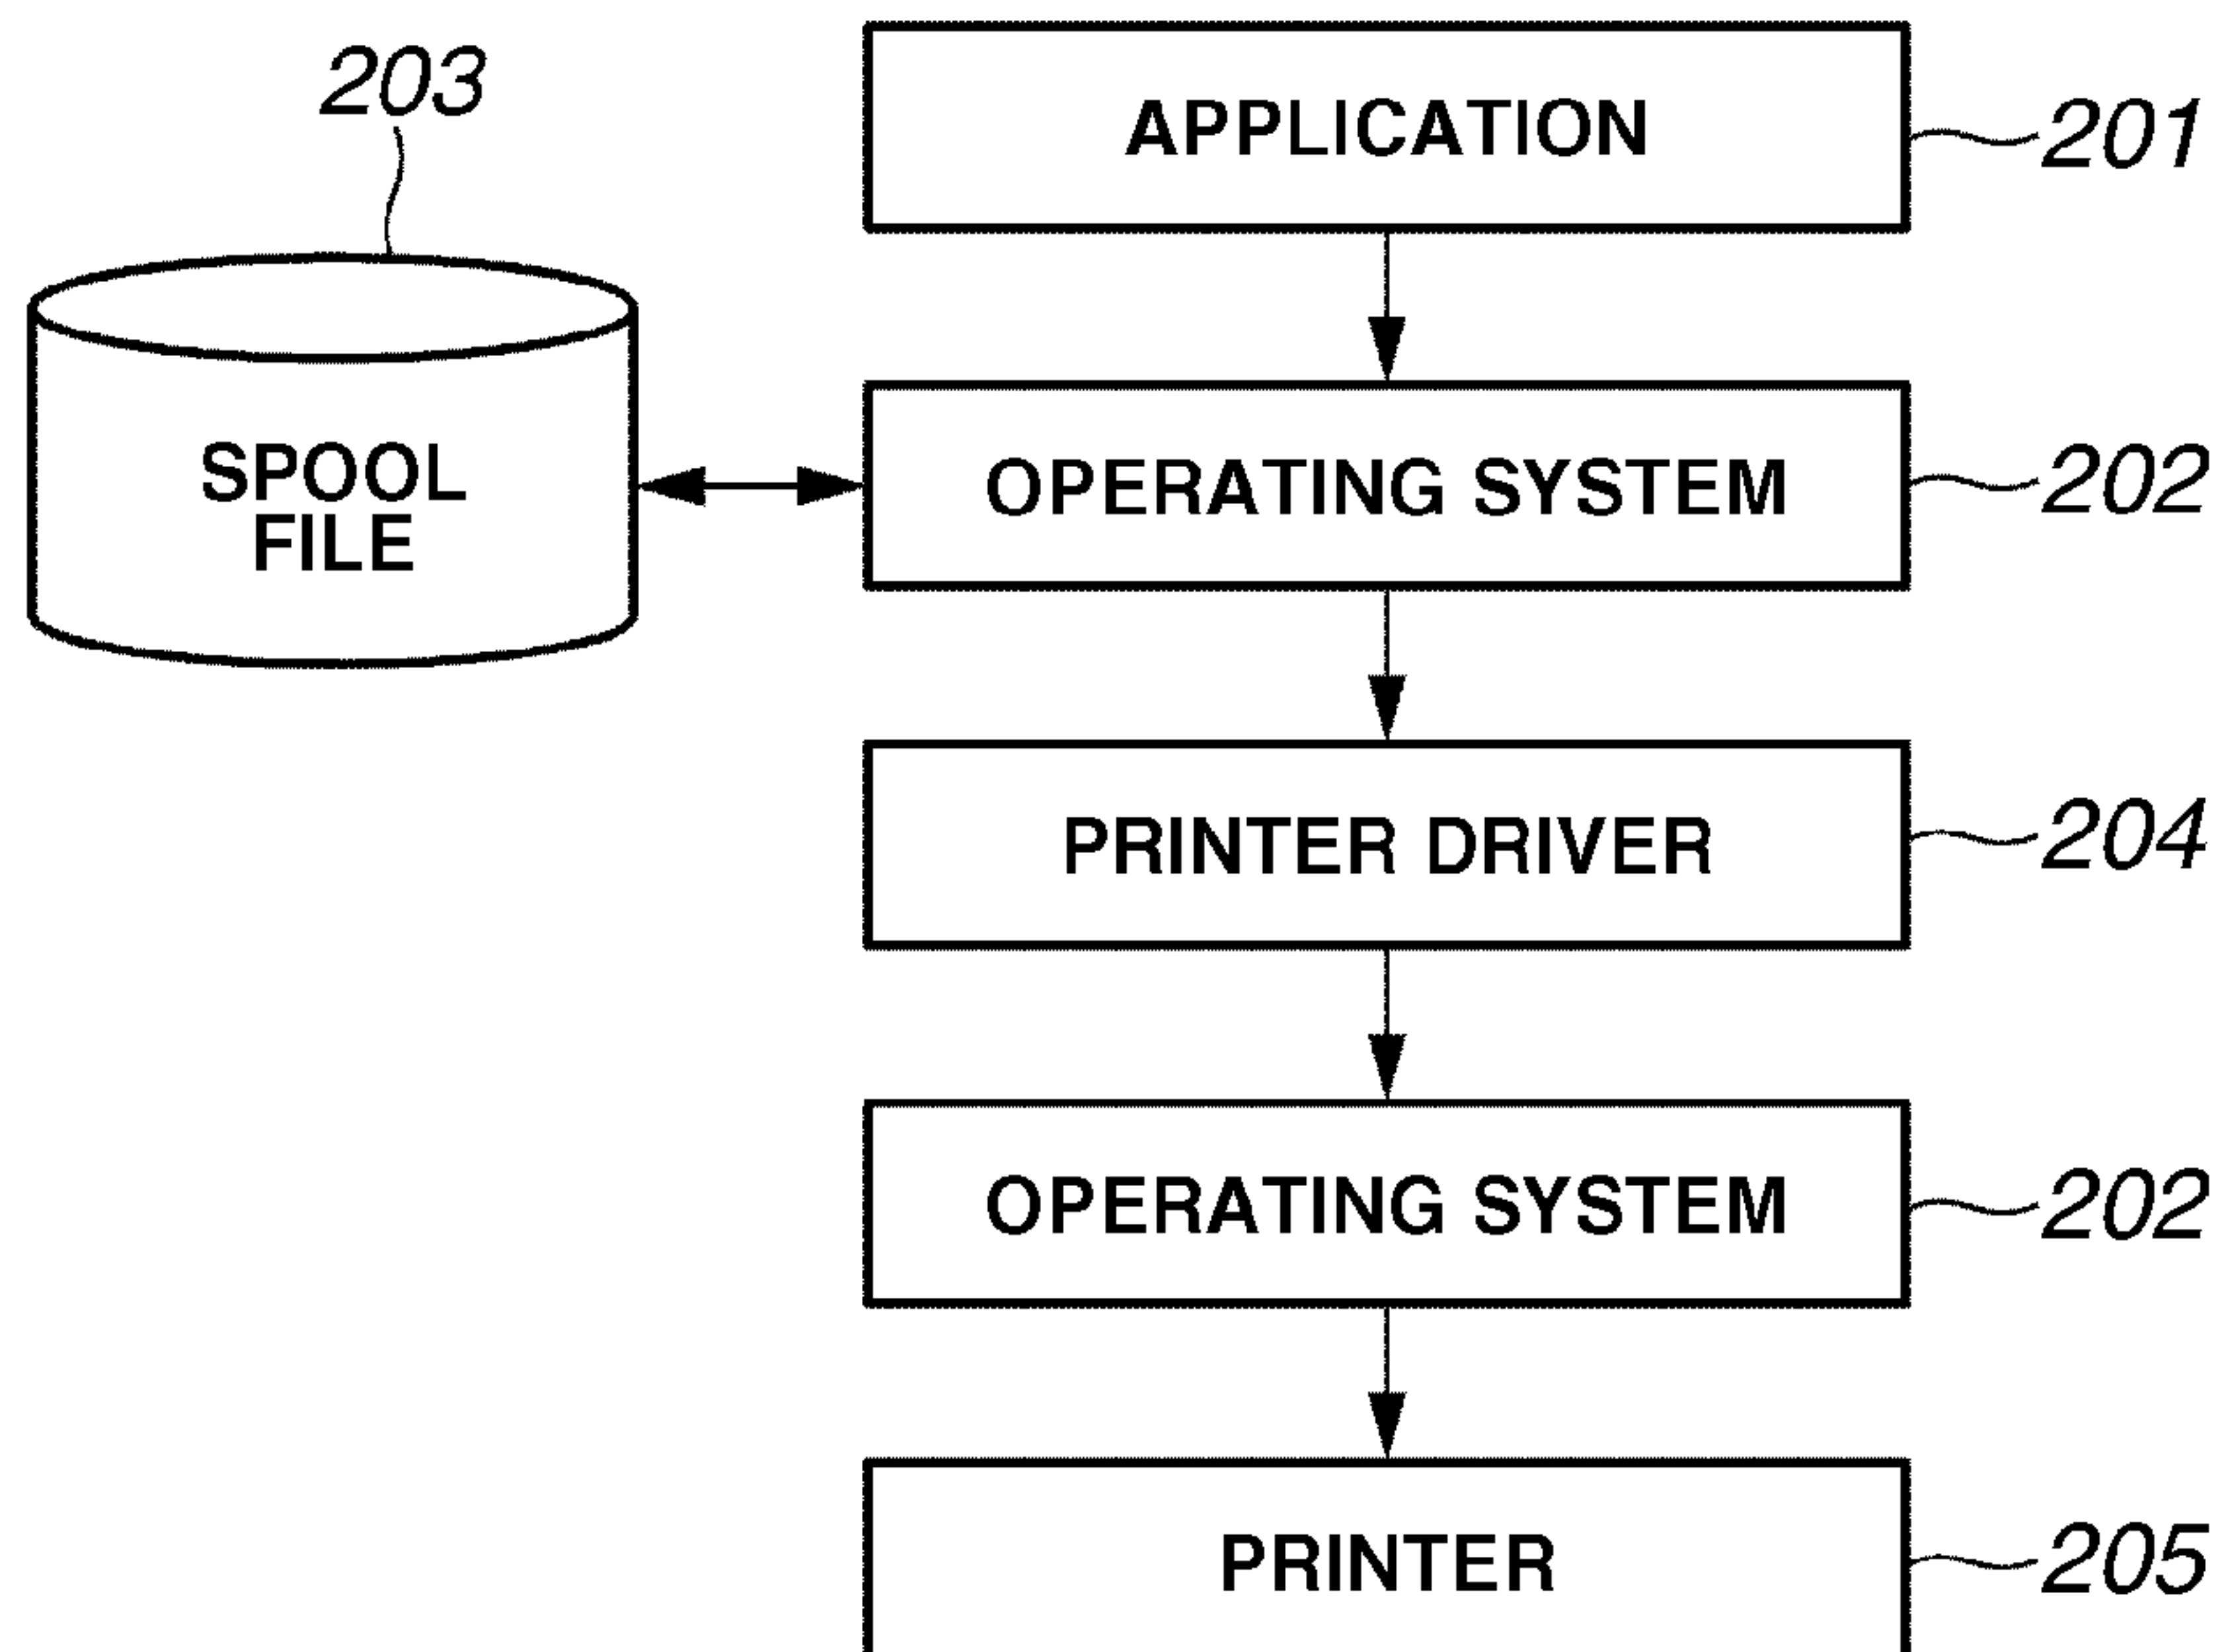 203
APPLICATION
201
SPOOL
FILE
OPERATING SYSTEM
202
PRINTER DRIVER
204
OPERATING SYSTEM
202
PRINTER
205